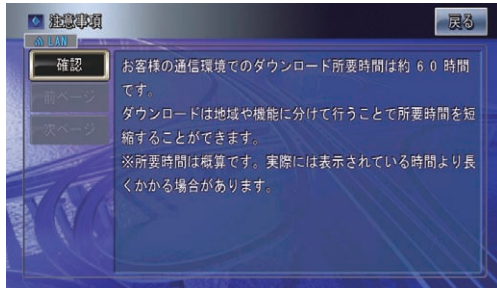 注意事項
戻る
LAN
確認
前ページ
次ページ
お客様の通信環境でのダウンロード所要時間は約 60 時間
です。
ダウンロードは地域や機能に分けて行うことで所要時間を短
縮することができます。
※所要時間は概算です。実際には表示されている時間より長
くかかる場合があります。